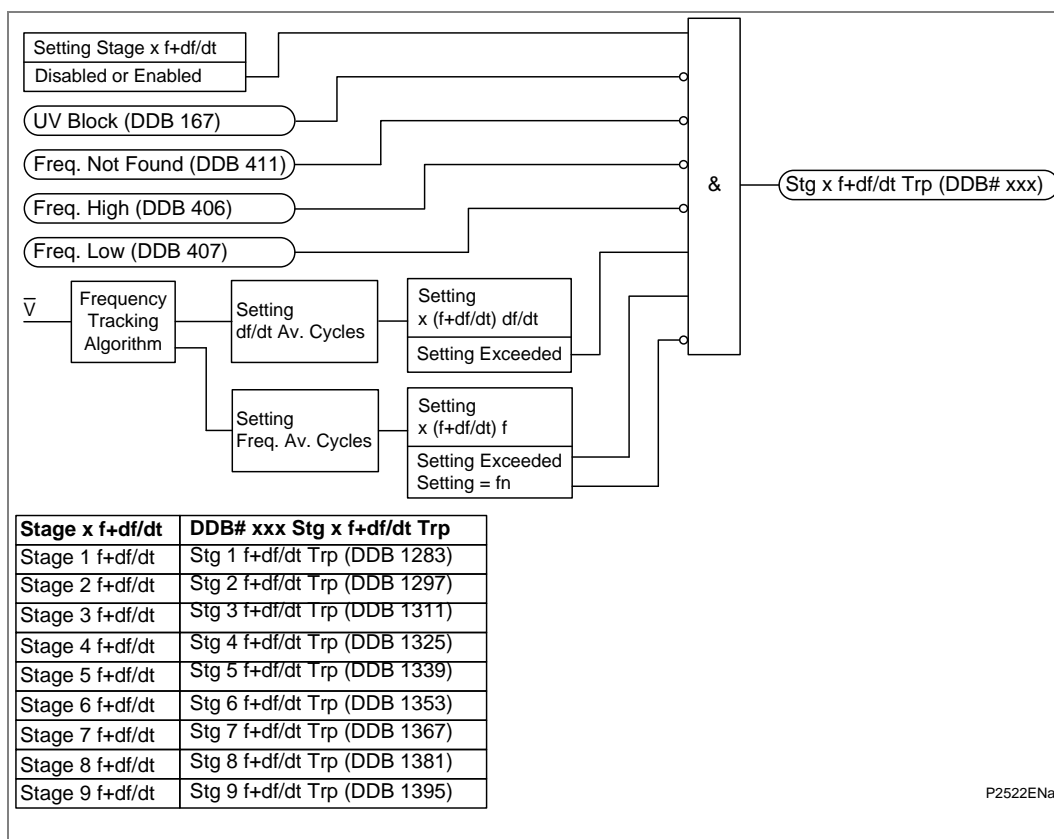 Setting Stage x f+df/dt
Disabled or Enabled
UV Block (DDB 167)
Freq. Not Found (DDB 411)
Freq. High (DDB 406)
Freq. Low (DDB 407)
&
Stg x f+df/dt Trp (DDB# xxx)
V̅
Frequency
Tracking
Algorithm
Setting
df/dt Av. Cycles
Setting
x (f+df/dt) df/dt
Setting Exceeded
Setting
Freq. Av. Cycles
Setting
x (f+df/dt) f
Setting Exceeded
Setting = fn
Stage x f+df/dt DDB# xxx Stg x f+df/dt Trp
Stage 1 f+df/dt Stg 1 f+df/dt Trp (DDB 1283)
Stage 2 f+df/dt Stg 2 f+df/dt Trp (DDB 1297)
Stage 3 f+df/dt Stg 3 f+df/dt Trp (DDB 1311)
Stage 4 f+df/dt Stg 4 f+df/dt Trp (DDB 1325)
Stage 5 f+df/dt Stg 5 f+df/dt Trp (DDB 1339)
Stage 6 f+df/dt Stg 6 f+df/dt Trp (DDB 1353)
Stage 7 f+df/dt Stg 7 f+df/dt Trp (DDB 1367)
Stage 8 f+df/dt Stg 8 f+df/dt Trp (DDB 1381)
Stage 9 f+df/dt Stg 9 f+df/dt Trp (DDB 1395)
P2522ENa